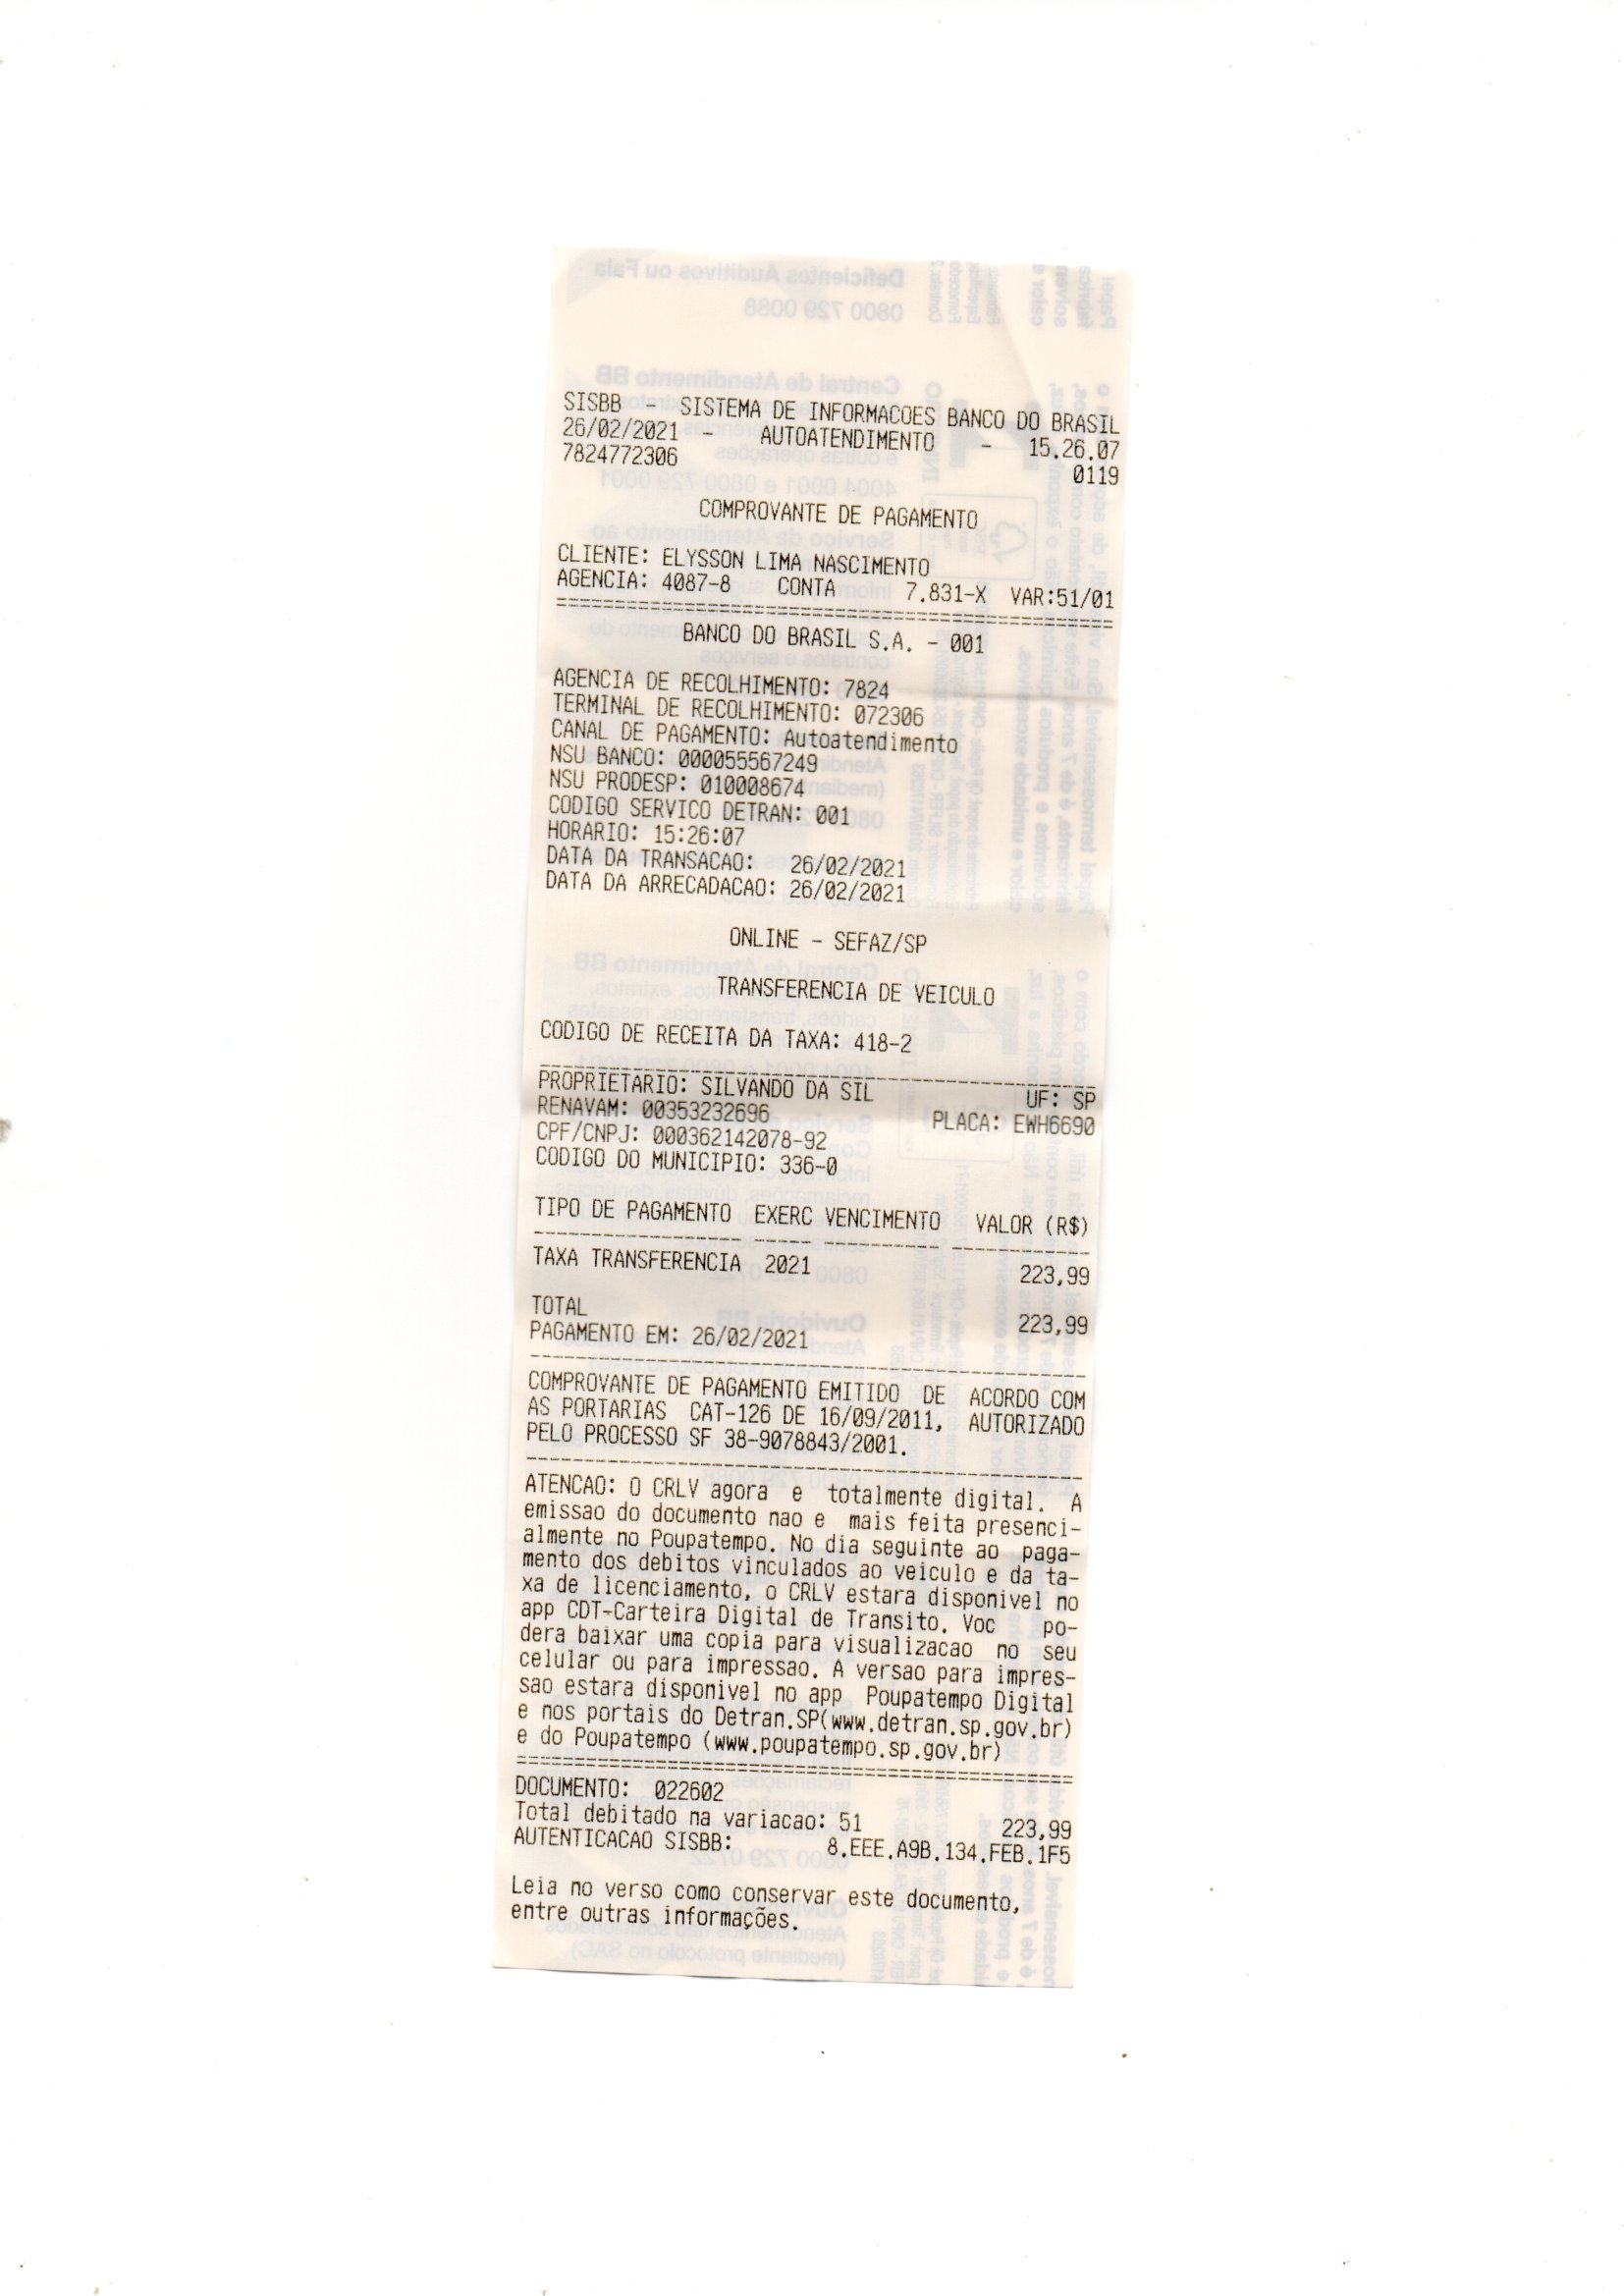 SISBB - SISTEMA DE INFORMACOES BANCO DO BRASIL
26/02/2021 - AUTOATENDIMENTO - 15.26.07
7824772306 0119
COMPROVANTE DE PAGAMENTO
CLIENTE: ELYSSON LIMA NASCIMENTO
AGENCIA: 4087-8 CONTA 7.831-X VAR:51/01
================================================
BANCO DO BRASIL S.A. - 001
AGENCIA DE RECOLHIMENTO: 7824
TERMINAL DE RECOLHIMENTO: 072306
CANAL DE PAGAMENTO: Autoatendimento
NSU BANCO: 000055567249
NSU PRODESP: 010008674
CODIGO SERVICO DETRAN: 001
HORARIO: 15:26:07
DATA DA TRANSACAO: 26/02/2021
DATA DA ARRECADACAO: 26/02/2021
ONLINE - SEFAZ/SP
TRANSFERENCIA DE VEICULO
CODIGO DE RECEITA DA TAXA: 418-2
------------------------------------------------
PROPRIETARIO: SILVANDO DA SIL UF: SP
RENAVAM: 00353232696 PLACA: EWH6690
CPF/CNPJ: 000362142078-92
CODIGO DO MUNICIPIO: 336-0
TIPO DE PAGAMENTO EXERC VENCIMENTO VALOR (R$)
------------------------------------------------
TAXA TRANSFERENCIA 2021 223,99
TOTAL 223,99
PAGAMENTO EM: 26/02/2021
------------------------------------------------
COMPROVANTE DE PAGAMENTO EMITIDO DE ACORDO COM
AS PORTARIAS CAT-126 DE 16/09/2011, AUTORIZADO
PELO PROCESSO SF 38-9078843/2001.
------------------------------------------------
ATENCAO: O CRLV agora e totalmente digital. A
emissao do documento nao e mais feita presenci-
almente no Poupatempo. No dia seguinte ao paga-
mento dos debitos vinculados ao veiculo e da ta-
xa de licenciamento, o CRLV estara disponivel no
app CDT-Carteira Digital de Transito. Voc po-
dera baixar uma copia para visualizacao no seu
celular ou para impressao. A versao para impres-
sao estara disponivel no app Poupatempo Digital
e nos portais do Detran.SP(www.detran.sp.gov.br)
e do Poupatempo (www.poupatempo.sp.gov.br)
================================================
DOCUMENTO: 022602
Total debitado na variacao: 51 223,99
AUTENTICACAO SISBB: 8.EEE.A9B.134.FEB.1F5
Leia no verso como conservar este documento,
entre outras informações.